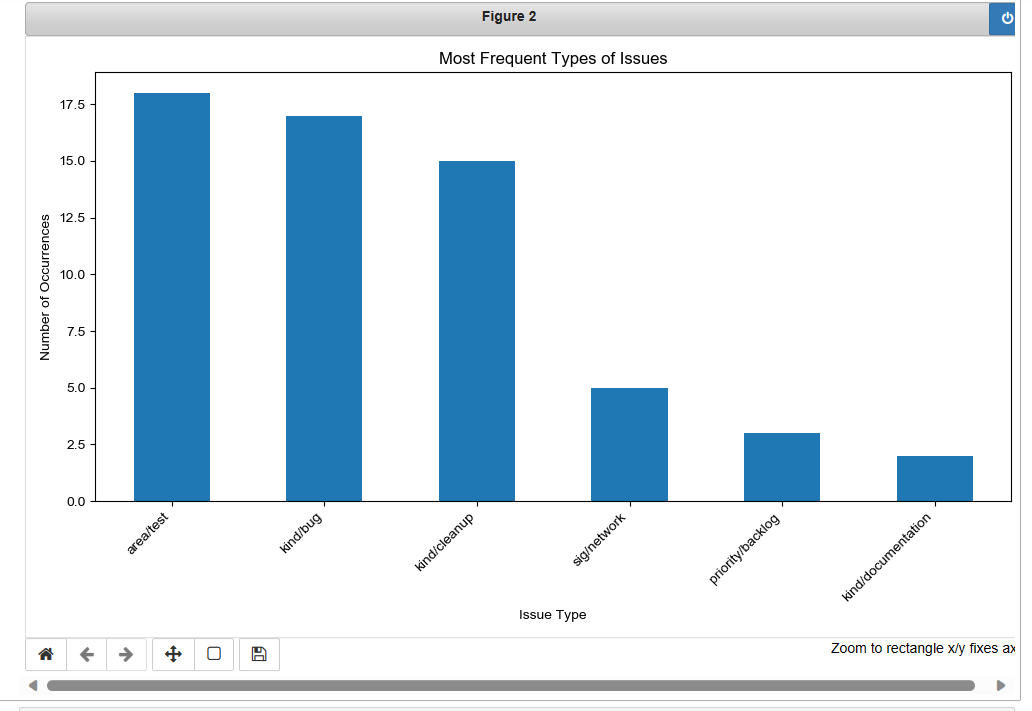 Figure 2
Most Frequent Types of Issues
17.5
15.0
12.5
10.0
7.5
5.0
2.5
0.0
Number of Occurrences
area/test
kind/bug
kind/cleanup
sig/network
priority/backlog
kind/documentation
Issue Type
Zoom to rectangle x/y fixes ax